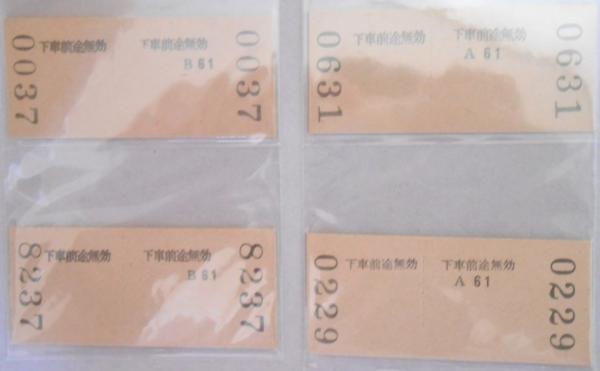 0037 下車前途無効 下車前途無効 0037
B 61
0631 下車前途無効 下車前途無効 0631
A 61
8237 下車前途無効 下車前途無効 8237
B 61
0229 下車前途無効 下車前途無効 0229
A 61